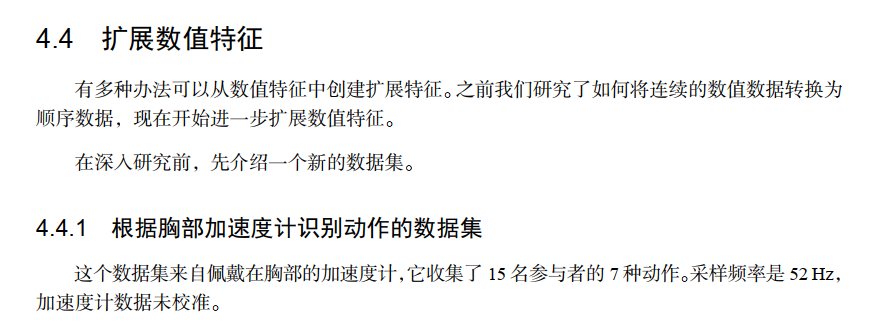 4.4 扩展数值特征
有多种办法可以从数值特征中创建扩展特征。之前我们研究了如何将连续的数值数据转换为
顺序数据，现在开始进一步扩展数值特征。
在深入研究前，先介绍一个新的数据集。
4.4.1 根据胸部加速度计识别动作的数据集
这个数据集来自佩戴在胸部的加速度计，它收集了 15 名参与者的 7 种动作。采样频率是 52 Hz，
加速度计数据未校准。